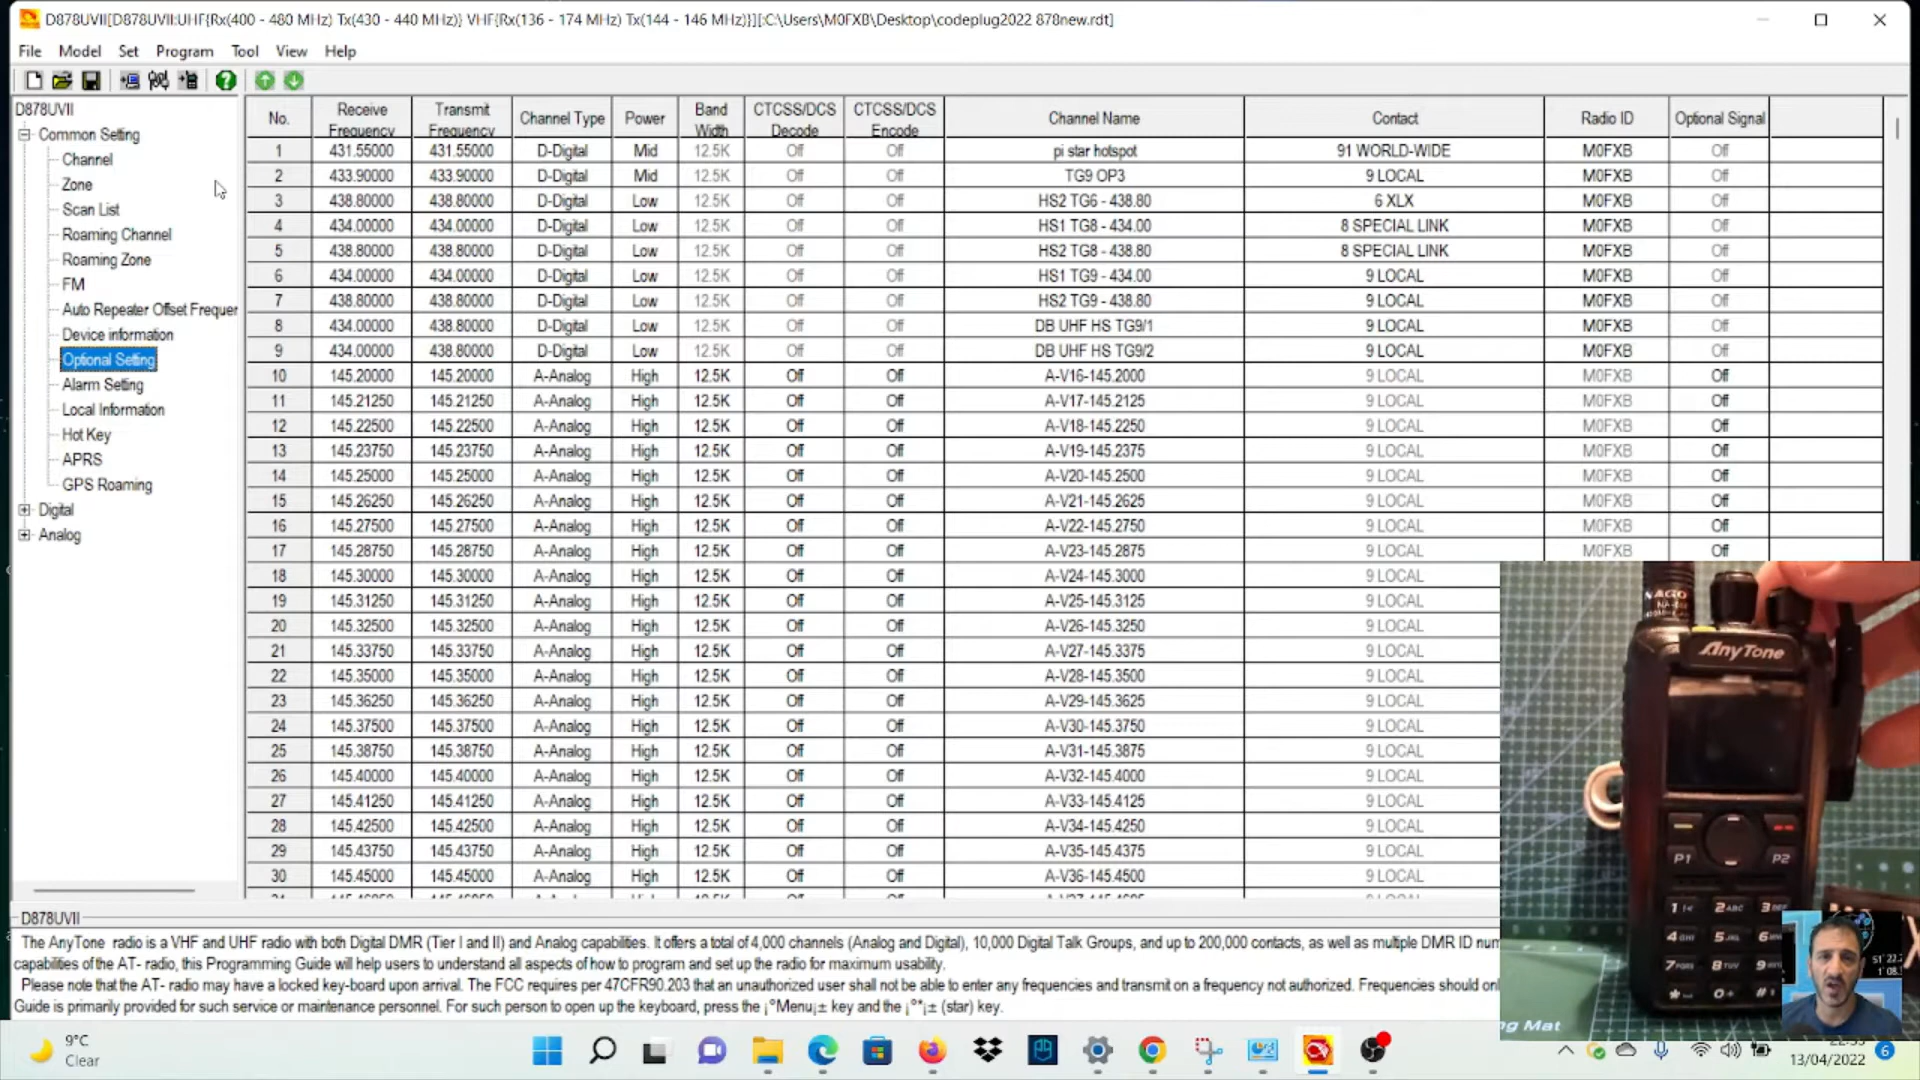 D878UVII[D878UVII:UHF{Rx(400 - 480 MHz) Tx(430 - 440 MHz)} VHF{Rx(136 - 174 MHz) Tx(144 - 146 MHz)}][:C:\Users\M0FXB\Desktop\codeplug2022 878new.rdt]
File Model Set Program Tool View Help
D878UVII
Common Setting
Channel
Zone
Scan List
Roaming Channel
Roaming Zone
FM
Auto Repeater Offset Frequer
Device information
Optional Setting
Alarm Setting
Local Information
Hot Key
APRS
GPS Roaming
Digital
Analog
No. Receive Frequency Transmit Frequency Channel Type Power Band Width CTCSS/DCS Decode CTCSS/DCS Encode Channel Name Contact Radio ID Optional Signal
1 431.55000 431.55000 D-Digital Mid 12.5K Off Off pi star hotspot 91 WORLD-WIDE M0FXB Off
2 433.90000 433.90000 D-Digital Mid 12.5K Off Off TG9 OP3 9 LOCAL M0FXB Off
3 438.80000 438.80000 D-Digital Low 12.5K Off Off HS2 TG6 - 438.80 6 XLX M0FXB Off
4 434.00000 434.00000 D-Digital Low 12.5K Off Off HS1 TG8 - 434.00 8 SPECIAL LINK M0FXB Off
5 438.80000 438.80000 D-Digital Low 12.5K Off Off HS2 TG8 - 438.80 8 SPECIAL LINK M0FXB Off
6 434.00000 434.00000 D-Digital Low 12.5K Off Off HS1 TG9 - 434.00 9 LOCAL M0FXB Off
7 438.80000 438.80000 D-Digital Low 12.5K Off Off HS2 TG9 - 438.80 9 LOCAL M0FXB Off
8 434.00000 438.80000 D-Digital Low 12.5K Off Off DB UHF HS TG9/1 9 LOCAL M0FXB Off
9 434.00000 438.80000 D-Digital Low 12.5K Off Off DB UHF HS TG9/2 9 LOCAL M0FXB Off
10 145.20000 145.20000 A-Analog High 12.5K Off Off A-V16-145.2000 9 LOCAL M0FXB Off
11 145.21250 145.21250 A-Analog High 12.5K Off Off A-V17-145.2125 9 LOCAL M0FXB Off
12 145.22500 145.22500 A-Analog High 12.5K Off Off A-V18-145.2250 9 LOCAL M0FXB Off
13 145.23750 145.23750 A-Analog High 12.5K Off Off A-V19-145.2375 9 LOCAL M0FXB Off
14 145.25000 145.25000 A-Analog High 12.5K Off Off A-V20-145.2500 9 LOCAL M0FXB Off
15 145.26250 145.26250 A-Analog High 12.5K Off Off A-V21-145.2625 9 LOCAL M0FXB Off
16 145.27500 145.27500 A-Analog High 12.5K Off Off A-V22-145.2750 9 LOCAL M0FXB Off
17 145.28750 145.28750 A-Analog High 12.5K Off Off A-V23-145.2875 9 LOCAL M0FXB Off
18 145.30000 145.30000 A-Analog High 12.5K Off Off A-V24-145.3000 9 LOCAL
19 145.31250 145.31250 A-Analog High 12.5K Off Off A-V25-145.3125 9 LOCAL
20 145.32500 145.32500 A-Analog High 12.5K Off Off A-V26-145.3250 9 LOCAL
21 145.33750 145.33750 A-Analog High 12.5K Off Off A-V27-145.3375 9 LOCAL
22 145.35000 145.35000 A-Analog High 12.5K Off Off A-V28-145.3500 9 LOCAL
23 145.36250 145.36250 A-Analog High 12.5K Off Off A-V29-145.3625 9 LOCAL
24 145.37500 145.37500 A-Analog High 12.5K Off Off A-V30-145.3750 9 LOCAL
25 145.38750 145.38750 A-Analog High 12.5K Off Off A-V31-145.3875 9 LOCAL
26 145.40000 145.40000 A-Analog High 12.5K Off Off A-V32-145.4000 9 LOCAL
27 145.41250 145.41250 A-Analog High 12.5K Off Off A-V33-145.4125 9 LOCAL
28 145.42500 145.42500 A-Analog High 12.5K Off Off A-V34-145.4250 9 LOCAL
29 145.43750 145.43750 A-Analog High 12.5K Off Off A-V35-145.4375 9 LOCAL
30 145.45000 145.45000 A-Analog High 12.5K Off Off A-V36-145.4500 9 LOCAL
NAGO
AnyTone
P1 P2
1 2ABC 3
4 5 6
7 8 9
* 0 #
D878UVII
The AnyTone radio is a VHF and UHF radio with both Digital DMR (Tier I and II) and Analog capabilities. It offers a total of 4,000 channels (Analog and Digital), 10,000 Digital Talk Groups, and up to 200,000 contacts, as well as multiple DMR ID num
capabilities of the AT- radio, this Programming Guide will help users to understand all aspects of how to program and set up the radio for maximum usability.
Please note that the AT- radio may have a locked key-board upon arrival. The FCC requires per 47CFR90.203 that an unauthorized user shall not be able to enter any frequencies and transmit on a frequency not authorized. Frequencies should onl
Guide is primarily provided for such service or maintenance personnel. For such person to open up the keyboard, press the ¡°Menu¡± key and the ¡°*¡± (star) key.
9°C
Clear
13/04/2022 6